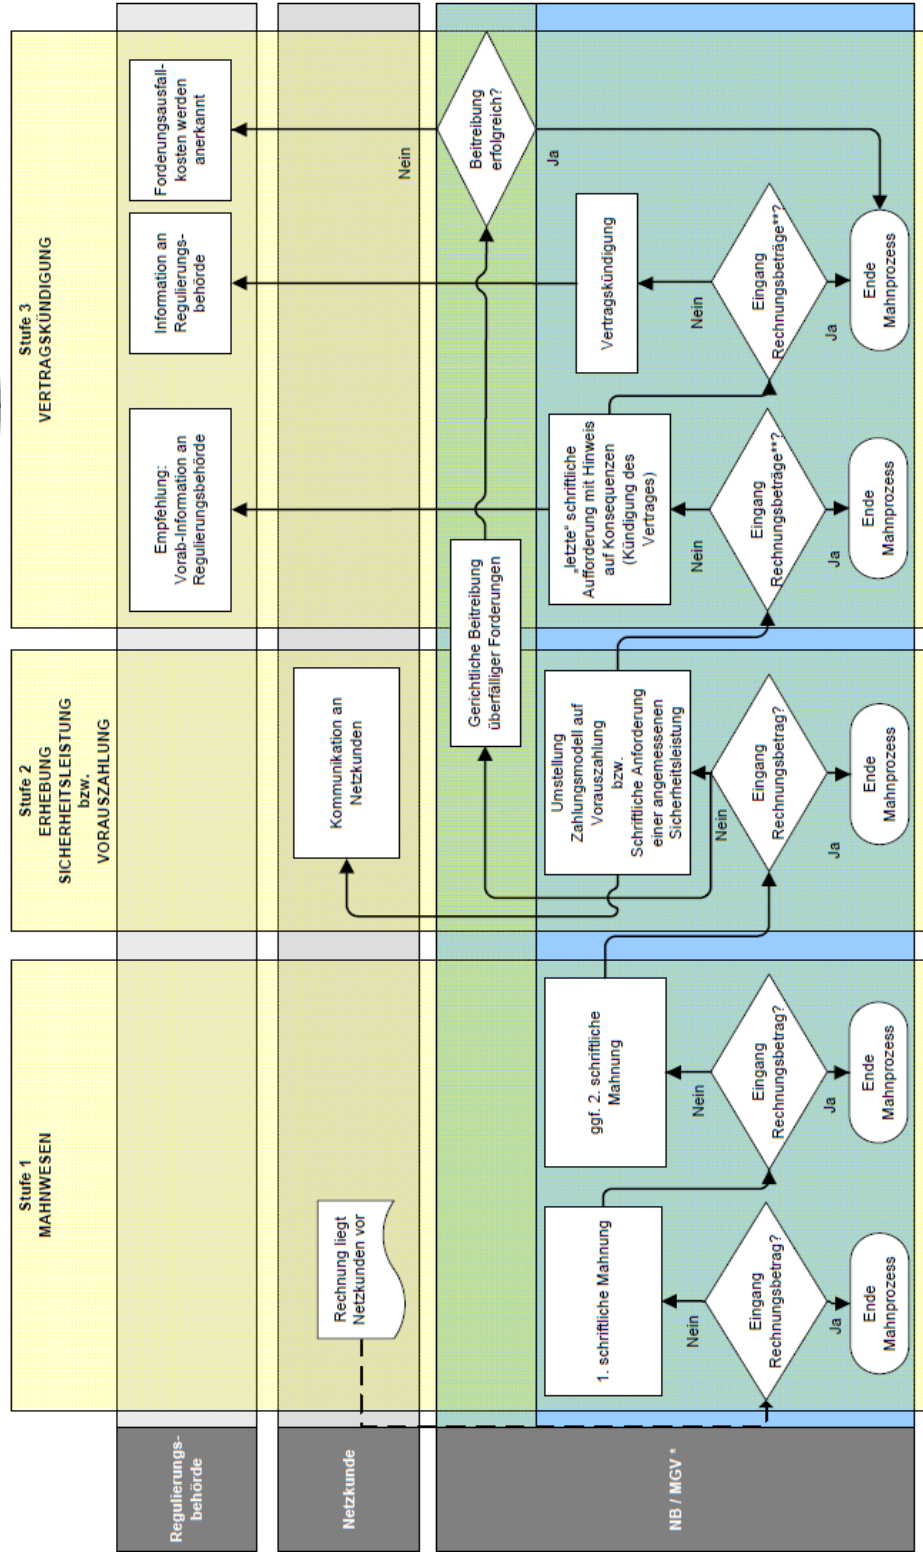 Stufe 1
MAHNWESEN
Stufe 2
ERHEBUNG
SICHERHEITSLEISTUNG
bzw.
VORAUSZAHLUNG
Stufe 3
VERTRAGSKÜNDIGUNG
Regulierungs-
behörde
Empfehlung:
Vorab-Information an
Regulierungsbehörde
Information an
Regulierungs-
behörde
Forderungsausfall-
kosten werden
anerkannt
Netzkunde
Rechnung liegt
Netzkunden vor
Kommunikation an
Netzkunden
Nein
NB / MGV *
Gerichtliche Beitreibung
überfälliger Forderungen
Beitreibung
erfolgreich?
Ja
1. schriftliche Mahnung
ggf. 2. schriftliche
Mahnung
Umstellung
Zahlungsmodell auf
Vorauszahlung
bzw.
Schriftliche Anforderung
einer angemessenen
Sicherheitsleistung
„letzte“ schriftliche
Aufforderung mit Hinweis
auf Konsequenzen
(Kündigung des
Vertrages)
Vertragskündigung
Nein
Nein
Nein
Nein
Nein
Eingang
Rechnungsbetrag?
Eingang
Rechnungsbetrag?
Eingang
Rechnungsbetrag?
Eingang
Rechnungsbeträge**?
Eingang
Rechnungsbeträge**?
Ja
Ja
Ja
Ja
Ja
Ende
Mahnprozess
Ende
Mahnprozess
Ende
Mahnprozess
Ende
Mahnprozess
Ende
Mahnprozess